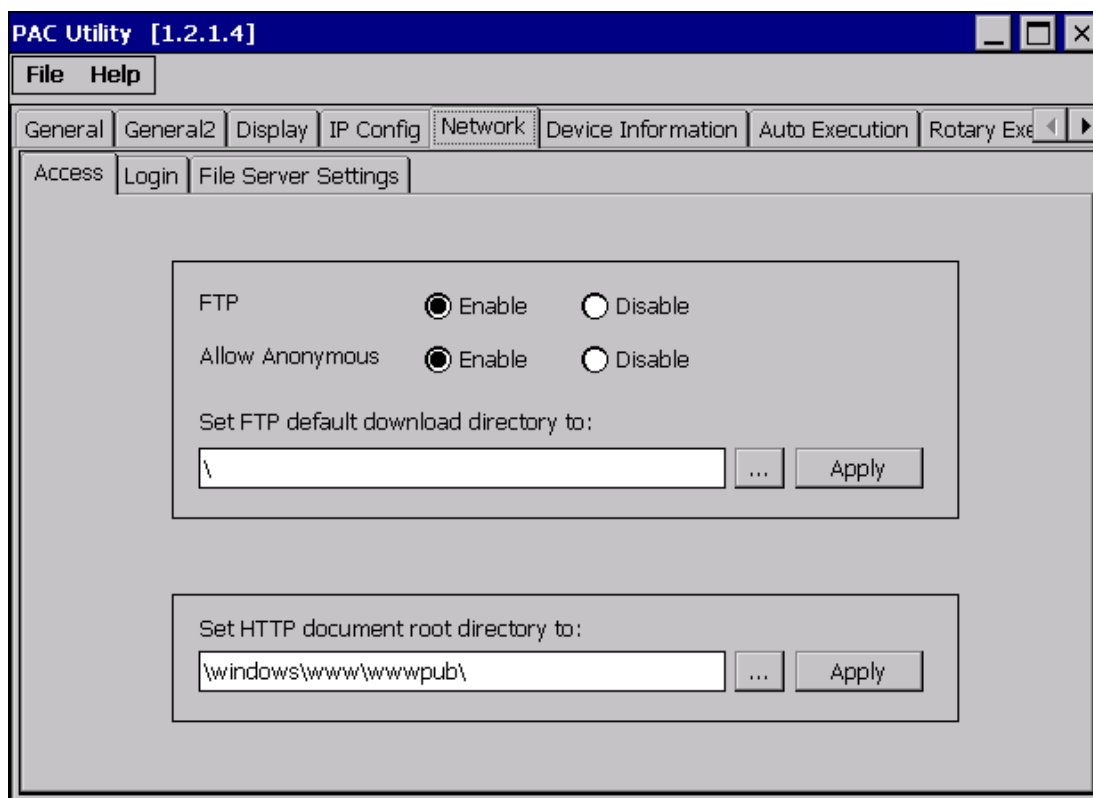 PAC Utility [1.2.1.4]
File Help
General General2 Display IP Config Network Device Information Auto Execution Rotary Exe
Access Login File Server Settings
FTP Enable Disable
Allow Anonymous Enable Disable
Set FTP default download directory to:
\ ... Apply
Set HTTP document root directory to:
\windows\www\wwwpub\ ... Apply